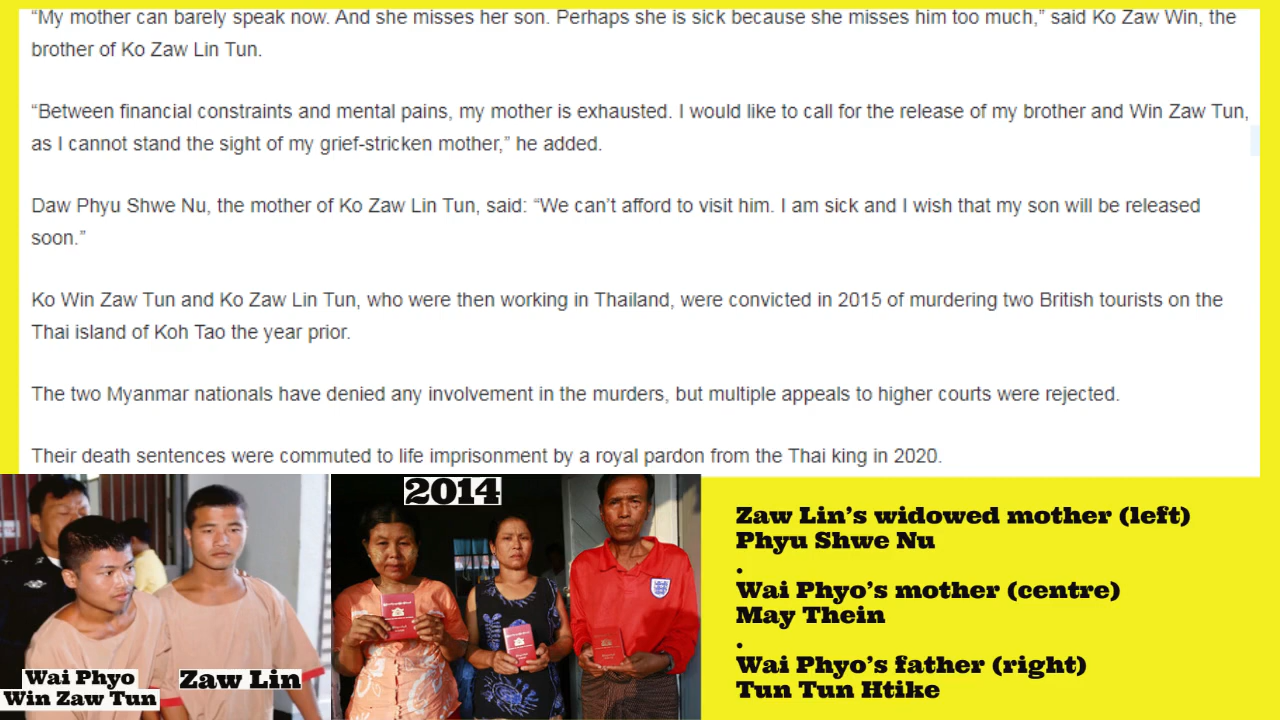 “My mother can barely speak now. And she misses her son. Perhaps she is sick because she misses him too much,” said Ko Zaw Win, the
brother of Ko Zaw Lin Tun.
“Between financial constraints and mental pains, my mother is exhausted. I would like to call for the release of my brother and Win Zaw Tun,
as I cannot stand the sight of my grief-stricken mother,” he added.
Daw Phyu Shwe Nu, the mother of Ko Zaw Lin Tun, said: “We can’t afford to visit him. I am sick and I wish that my son will be released
soon.”
Ko Win Zaw Tun and Ko Zaw Lin Tun, who were then working in Thailand, were convicted in 2015 of murdering two British tourists on the
Thai island of Koh Tao the year prior.
The two Myanmar nationals have denied any involvement in the murders, but multiple appeals to higher courts were rejected.
Their death sentences were commuted to life imprisonment by a royal pardon from the Thai king in 2020.
Wai Phyo
Win Zaw Tun
Zaw Lin
2014
Zaw Lin’s widowed mother (left)
Phyu Shwe Nu
.
Wai Phyo’s mother (centre)
May Thein
.
Wai Phyo’s father (right)
Tun Tun Htike